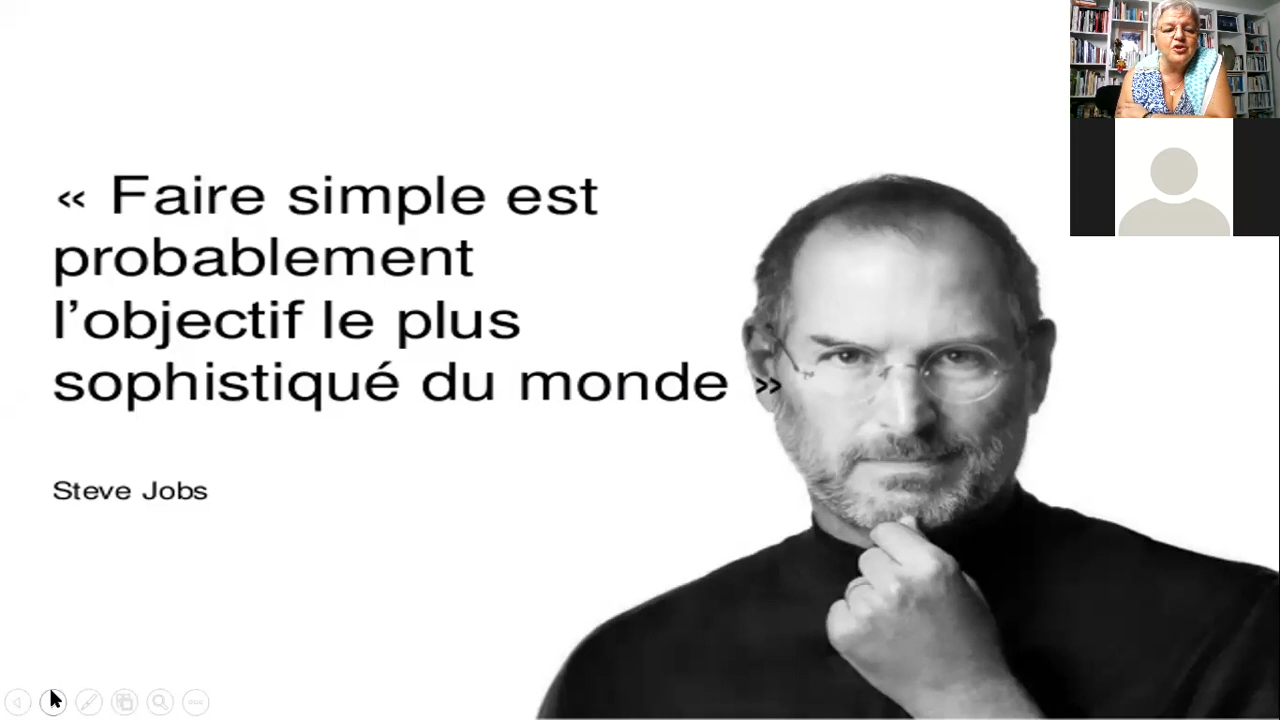 « Faire simple est
probablement
l’objectif le plus
sophistiqué du monde »
Steve Jobs